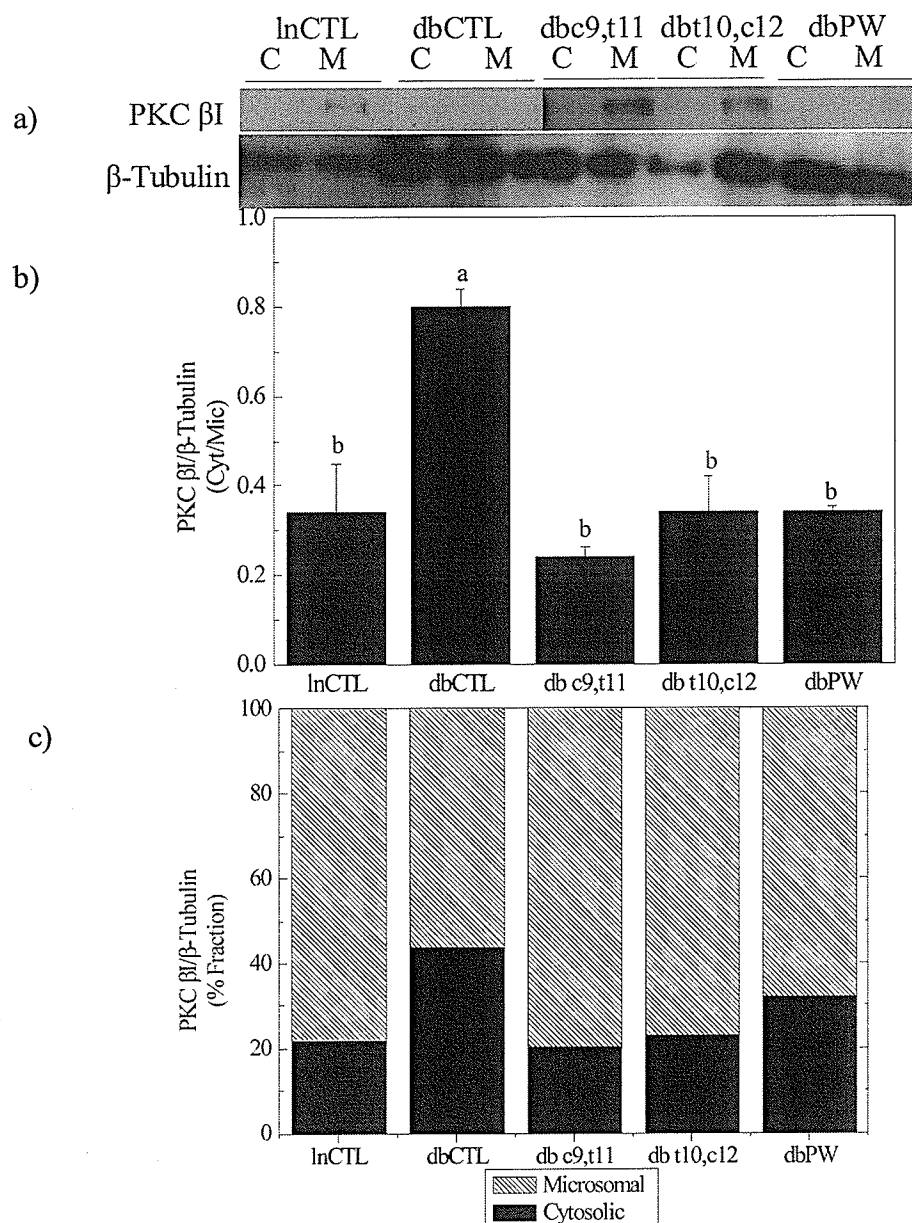 lnCTL dbCTL dbc9,t11 dbt10,c12 dbPW
C M C M C M C M C M
a) PKC βI
β-Tubulin
b)
PKC βI/β-Tubulin
(Cyt/Mic)
1.0
0.8
0.6
0.4
0.2
0.0
b
a
b
b
b
lnCTL dbCTL db c9,t11 db t10,c12 dbPW
c)
PKC βI/β-Tubulin
(% Fraction)
100
80
60
40
20
0
lnCTL dbCTL db c9,t11 db t10,c12 dbPW
Microsomal
Cytosolic